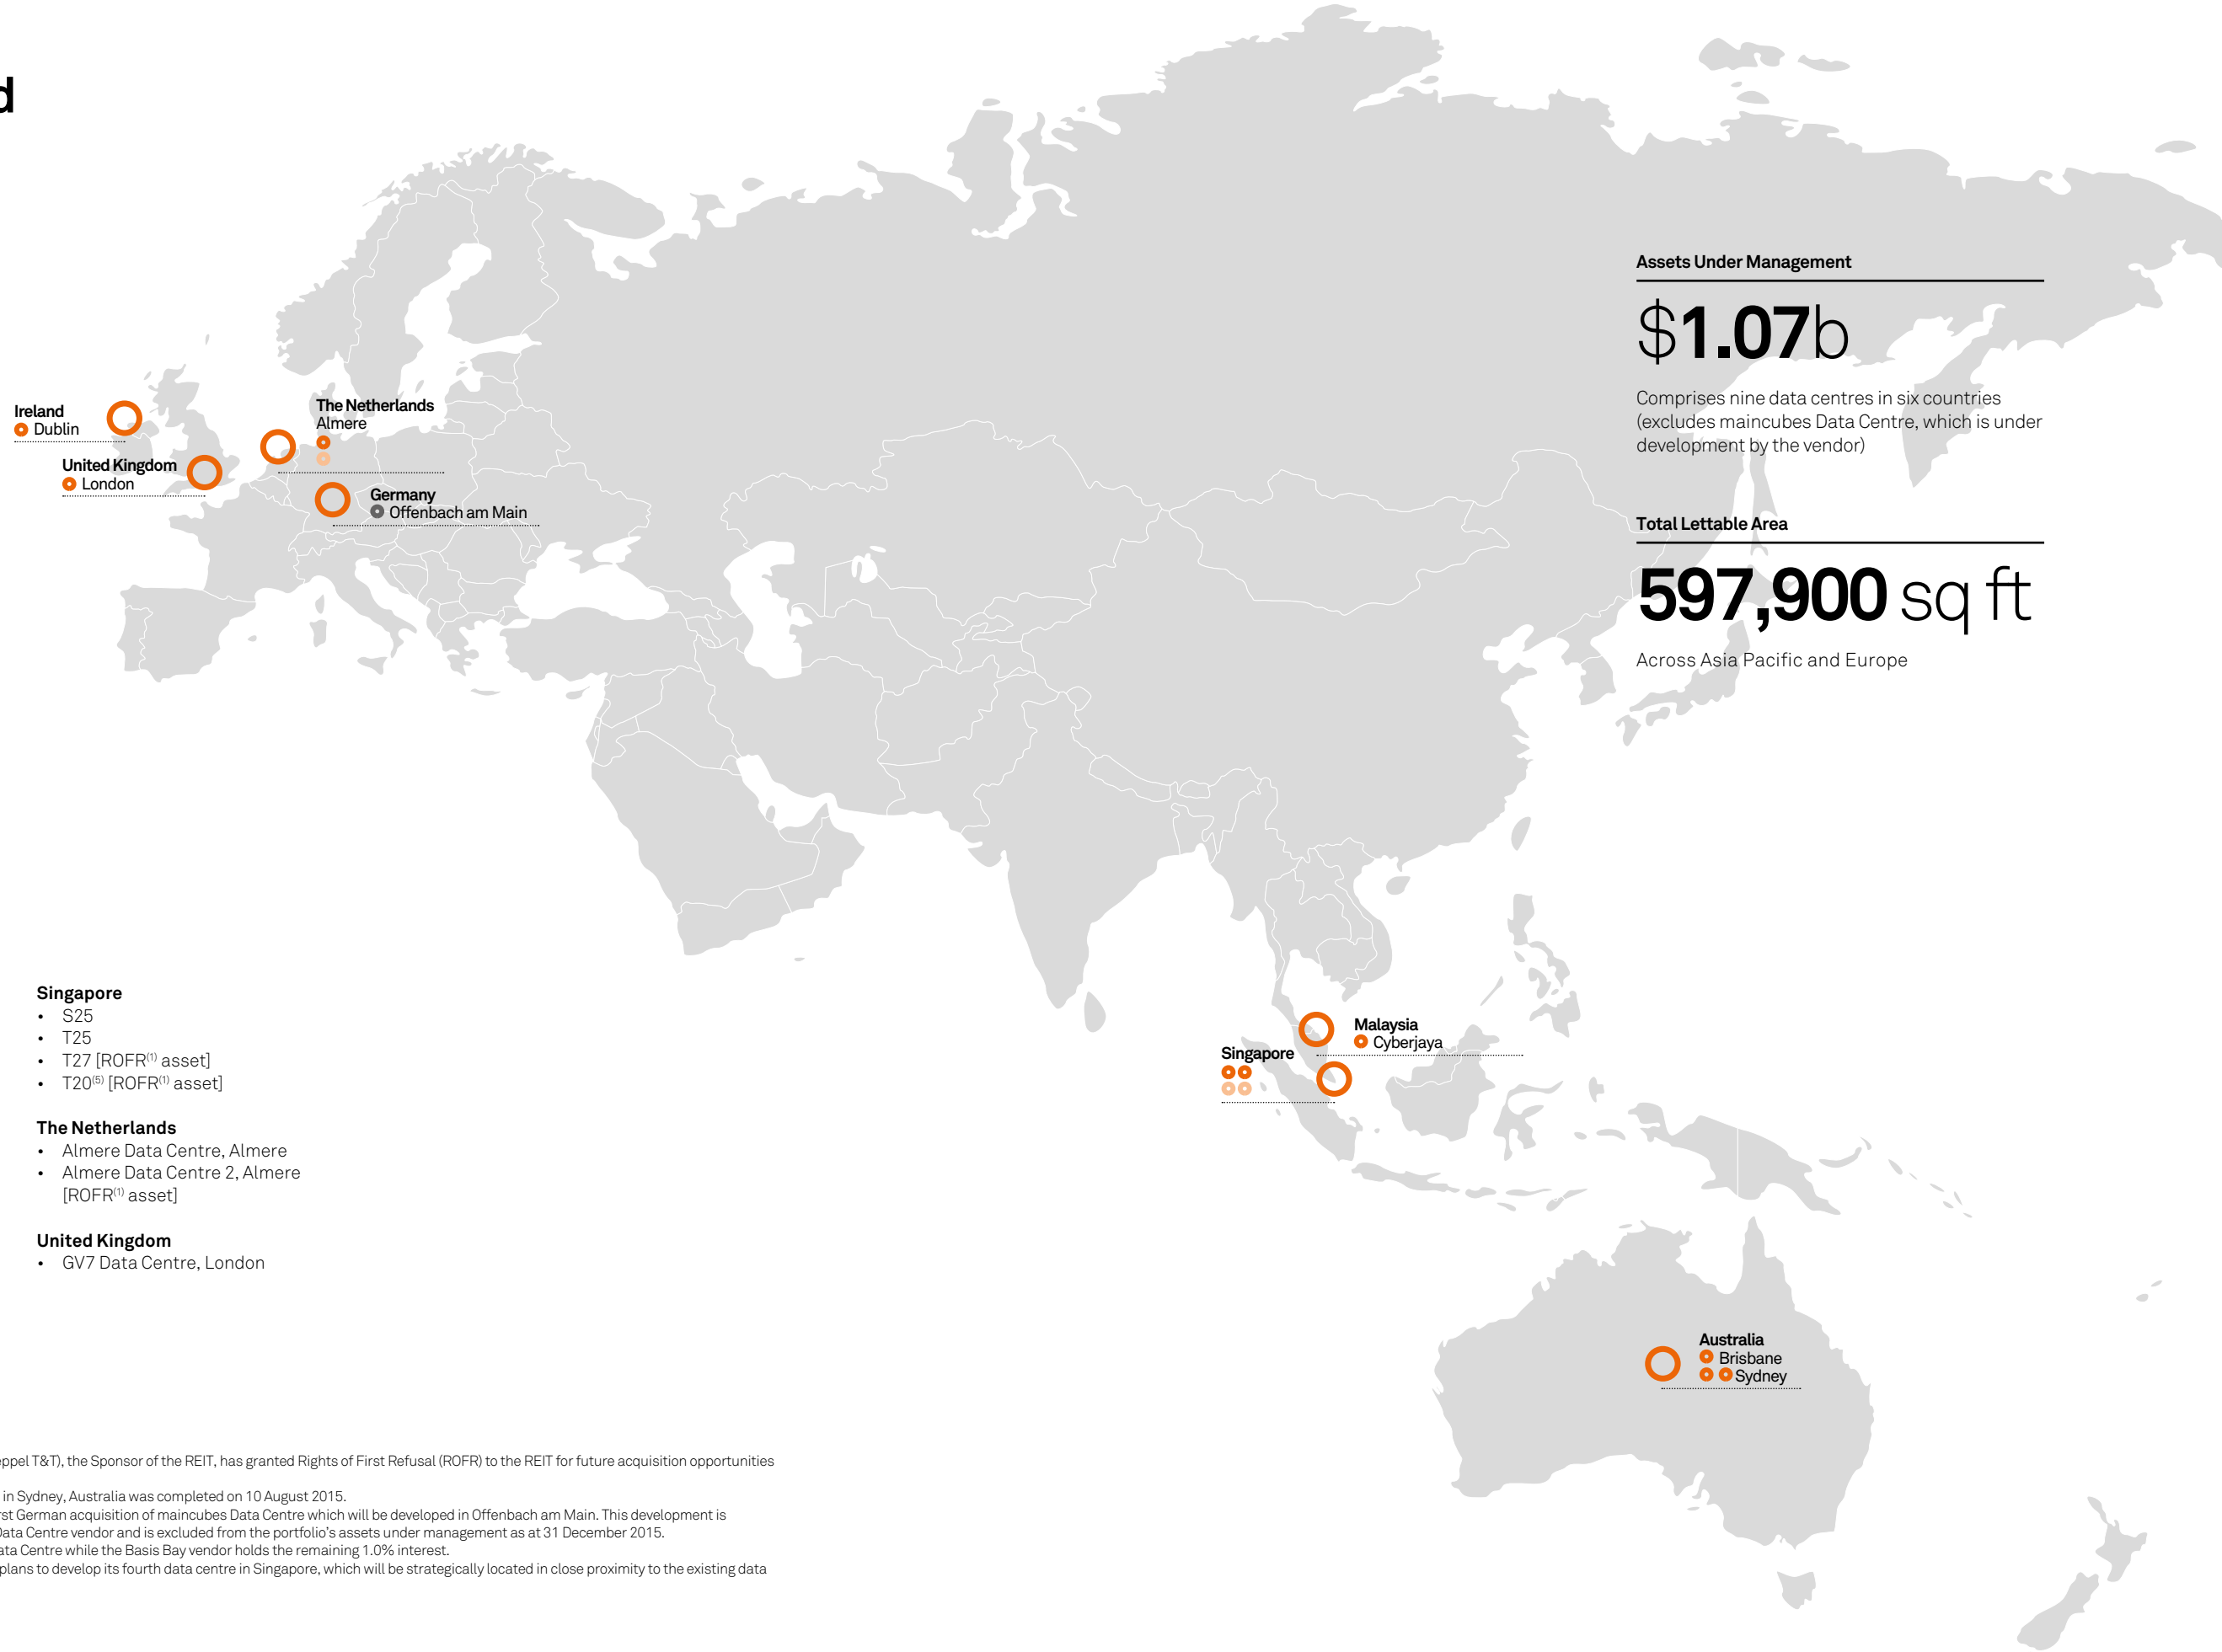 Assets Under Management
$1.07b
Comprises nine data centres in six countries
(excludes maincubes Data Centre, which is under
development by the vendor)
Total Lettable Area
597,900 sq ft
Across Asia Pacific and Europe
Ireland
Dublin
United Kingdom
London
The Netherlands
Almere
Germany
Offenbach am Main
Malaysia
Cyberjaya
Singapore
Australia
Brisbane
Sydney
Singapore
• S25
• T25
• T27 [ROFR(1) asset]
• T20(5) [ROFR(1) asset]
The Netherlands
• Almere Data Centre, Almere
• Almere Data Centre 2, Almere
[ROFR(1) asset]
United Kingdom
• GV7 Data Centre, London
T&T), the Sponsor of the REIT, has granted Rights of First Refusal (ROFR) to the REIT for future acquisition opportunities
in Sydney, Australia was completed on 10 August 2015.
German acquisition of maincubes Data Centre which will be developed in Offenbach am Main. This development is
Data Centre vendor and is excluded from the portfolio's assets under management as at 31 December 2015.
Centre while the Basis Bay vendor holds the remaining 1.0% interest.
plans to develop its fourth data centre in Singapore, which will be strategically located in close proximity to the existing data